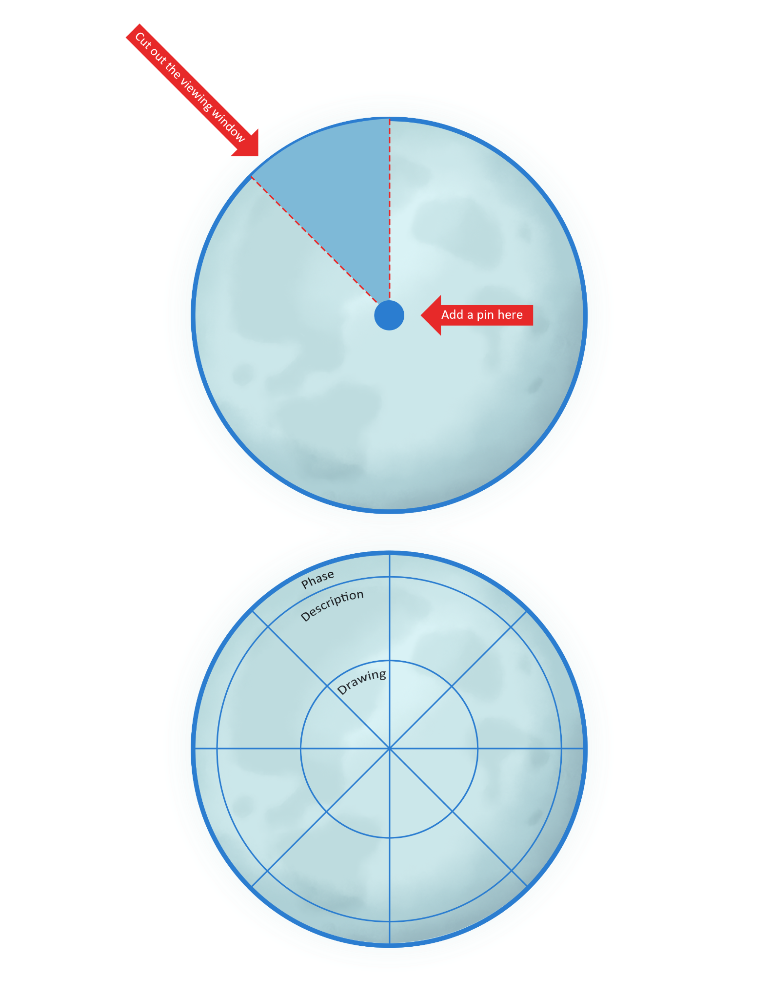 Cut out the viewing window
Add a pin here
Phase
Description
Drawing